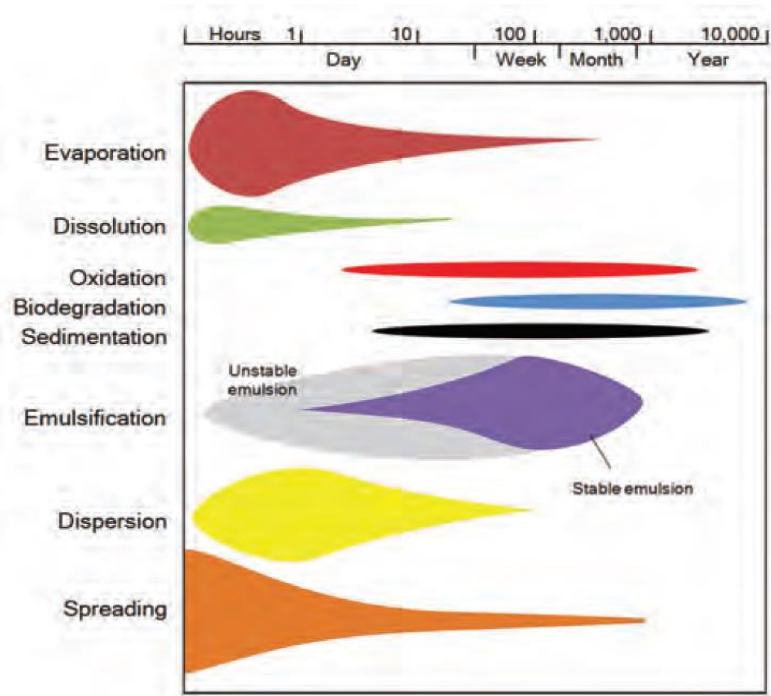 Hours 1 10 100 1,000 10,000
Day Week Month Year
Evaporation
Dissolution
Oxidation
Biodegradation
Sedimentation
Unstable
emulsion
Emulsification
Stable emulsion
Dispersion
Spreading